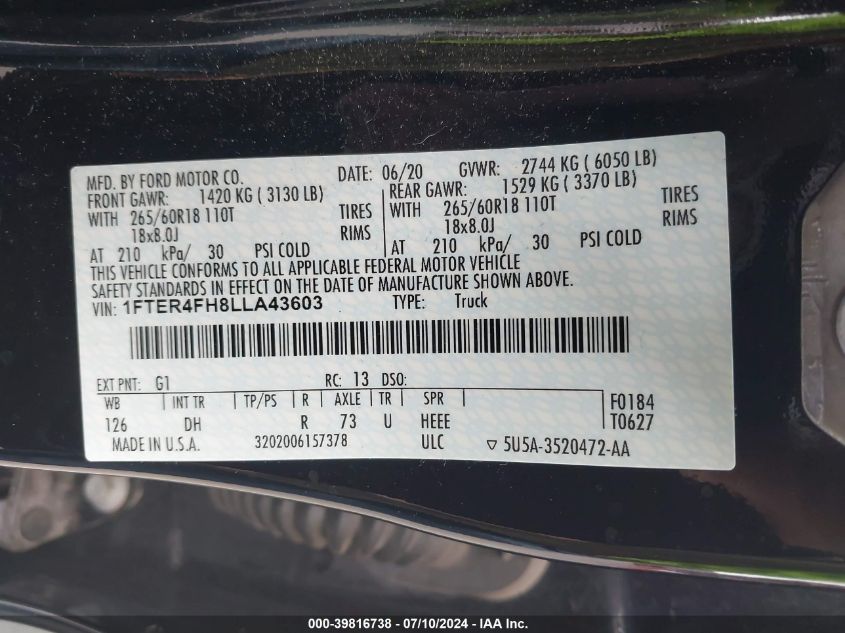 MFD. BY FORD MOTOR CO. DATE: 06/20 GVWR: 2744 KG ( 6050 LB)
FRONT GAWR: 1420 KG ( 3130 LB) REAR GAWR: 1529 KG ( 3370 LB)
WITH 265/60R18 110T TIRES WITH 265/60R18 110T TIRES
18x8.0J RIMS 18x8.0J RIMS
AT 210 kPa/ 30 PSI COLD AT 210 kPa/ 30 PSI COLD
THIS VEHICLE CONFORMS TO ALL APPLICABLE FEDERAL MOTOR VEHICLE
SAFETY STANDARDS IN EFFECT ON THE DATE OF MANUFACTURE SHOWN ABOVE.
VIN: 1FTER4FH8LLA43603 TYPE: Truck
EXT PNT: G1 RC: 13 DSO:
WB INT TR TP/PS R AXLE TR SPR F0184
126 DH R 73 U HEEE T0627
MADE IN U.S.A. 3202006157378 ULC 5U5A-3520472-AA
000-39816738 - 07/10/2024 - IAAI, Inc.